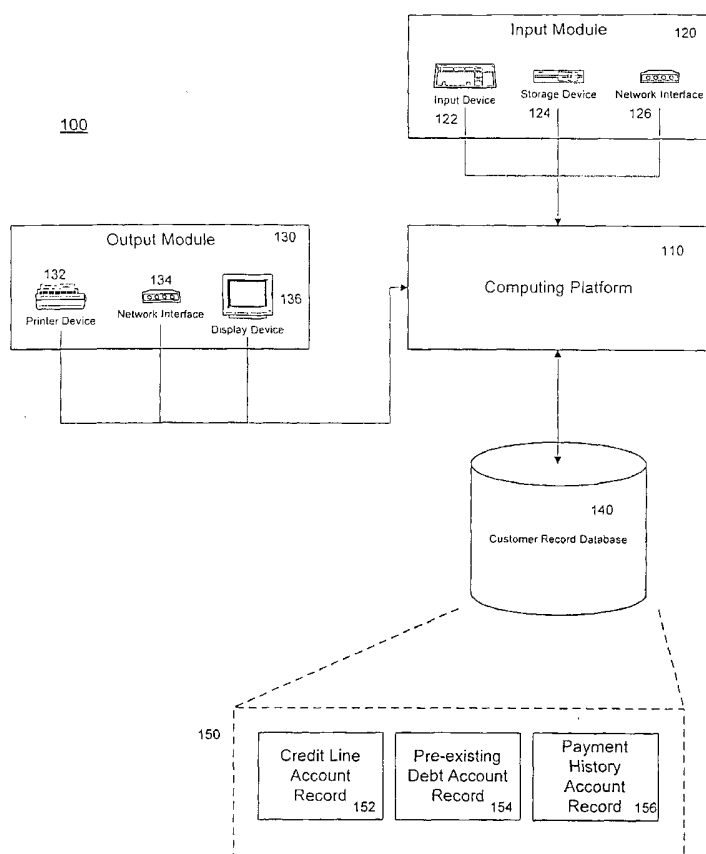 Input Module 120
Input Device
Storage Device
Network Interface
122
124
126
100
Output Module 130
132
134
136
Printer Device
Network Interface
Display Device
110
Computing Platform
140
Customer Record Database
150
Credit Line
Account
Record 152
Pre-existing
Debt Account
Record 154
Payment
History
Account
Record 156